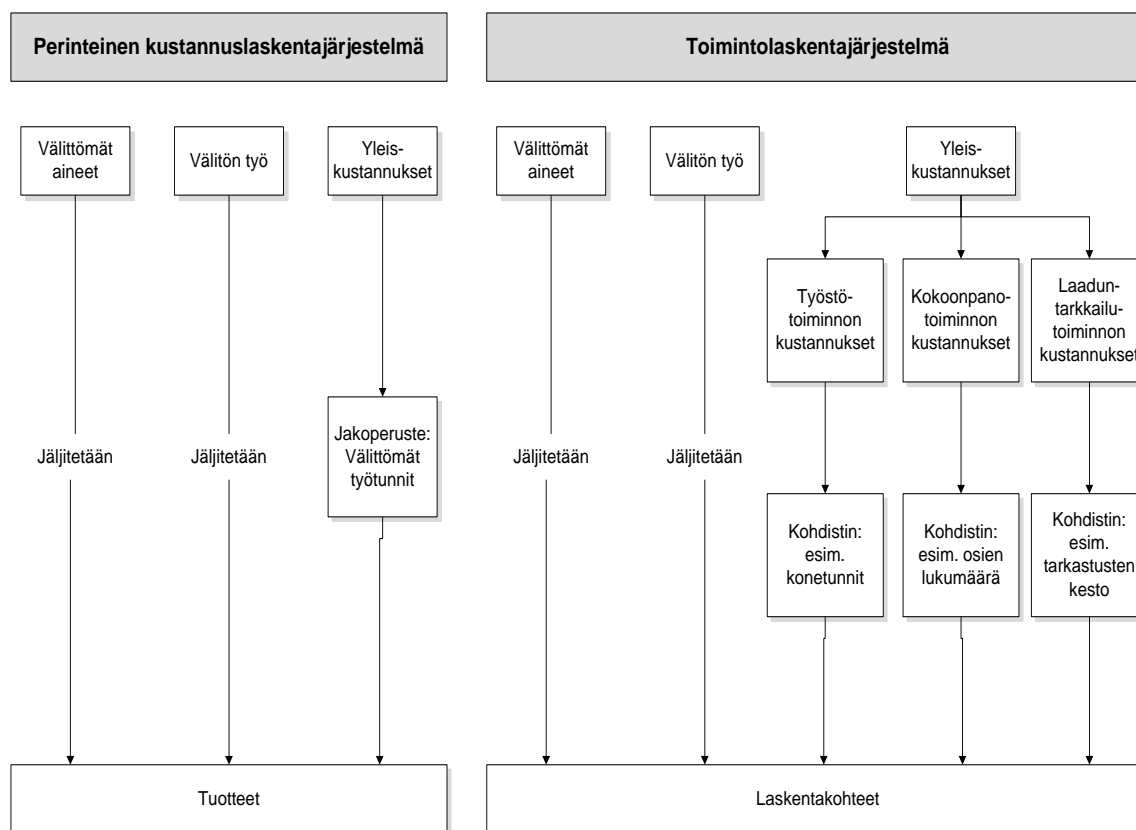 Perinteinen kustannuslaskentajärjestelmä
Toimintolaskentajärjestelmä
Välittömät
aineet
Välitön työ
Yleis-
kustannukset
Välittömät
aineet
Välitön työ
Yleis-
kustannukset
Työstö-
toiminnon
kustannukset
Kokoonpano-
toiminnon
kustannukset
Laadun-
tarkkailu-
toiminnon
kustannukset
Jäljitetään
Jäljitetään
Jakoperuste:
Välittömät
työtunnit
Jäljitetään
Jäljitetään
Kohdistin:
esim.
konetunnit
Kohdistin:
esim. osien
lukumäärä
Kohdistin:
esim.
tarkastusten
kesto
Tuotteet
Laskentakohteet